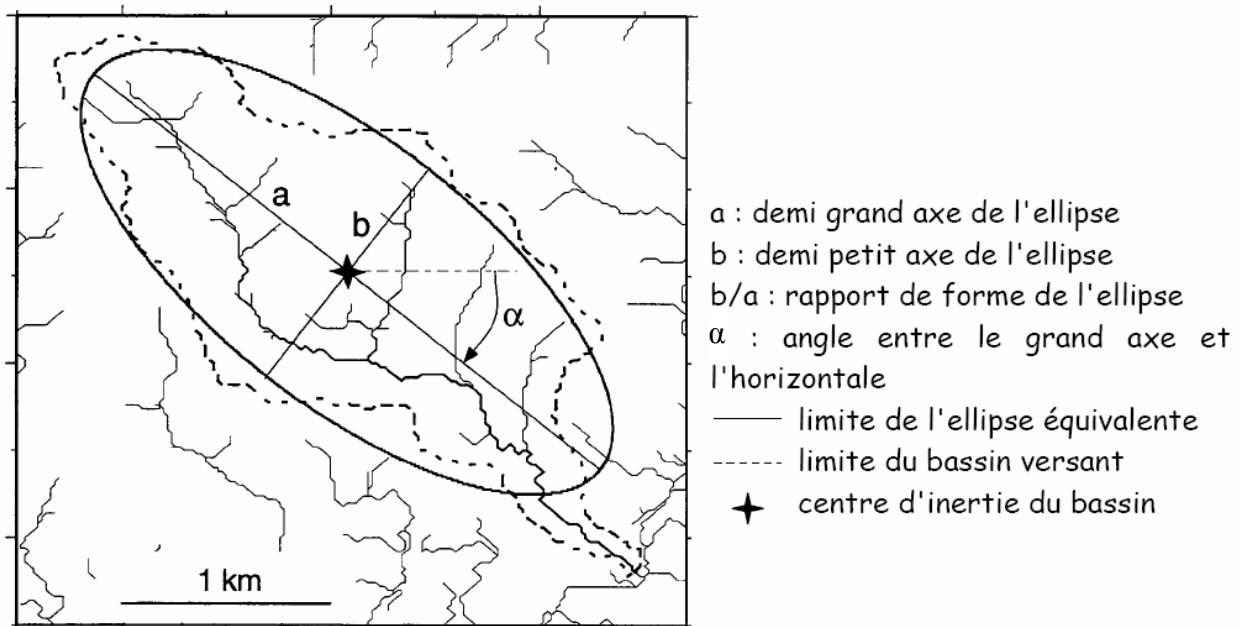 a
b
α
1 km
a : demi grand axe de l'ellipse
b : demi petit axe de l'ellipse
b/a : rapport de forme de l'ellipse
α : angle entre le grand axe et
l'horizontale
limite de l'ellipse équivalente
limite du bassin versant
centre d'inertie du bassin